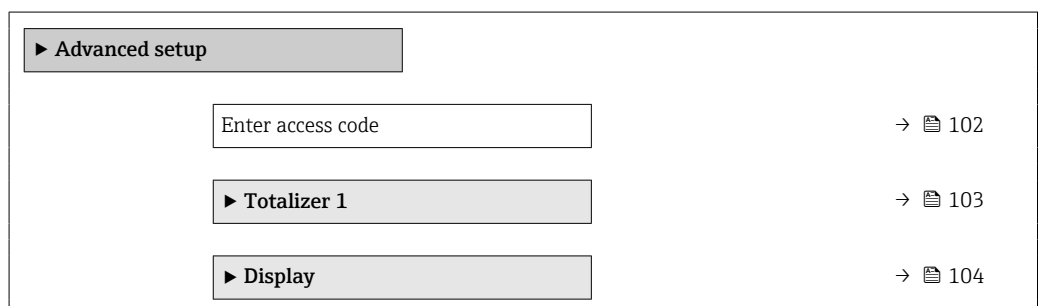 ▶ Advanced setup
Enter access code → 🖺 102
▶ Totalizer 1 → 🖺 103
▶ Display → 🖺 104